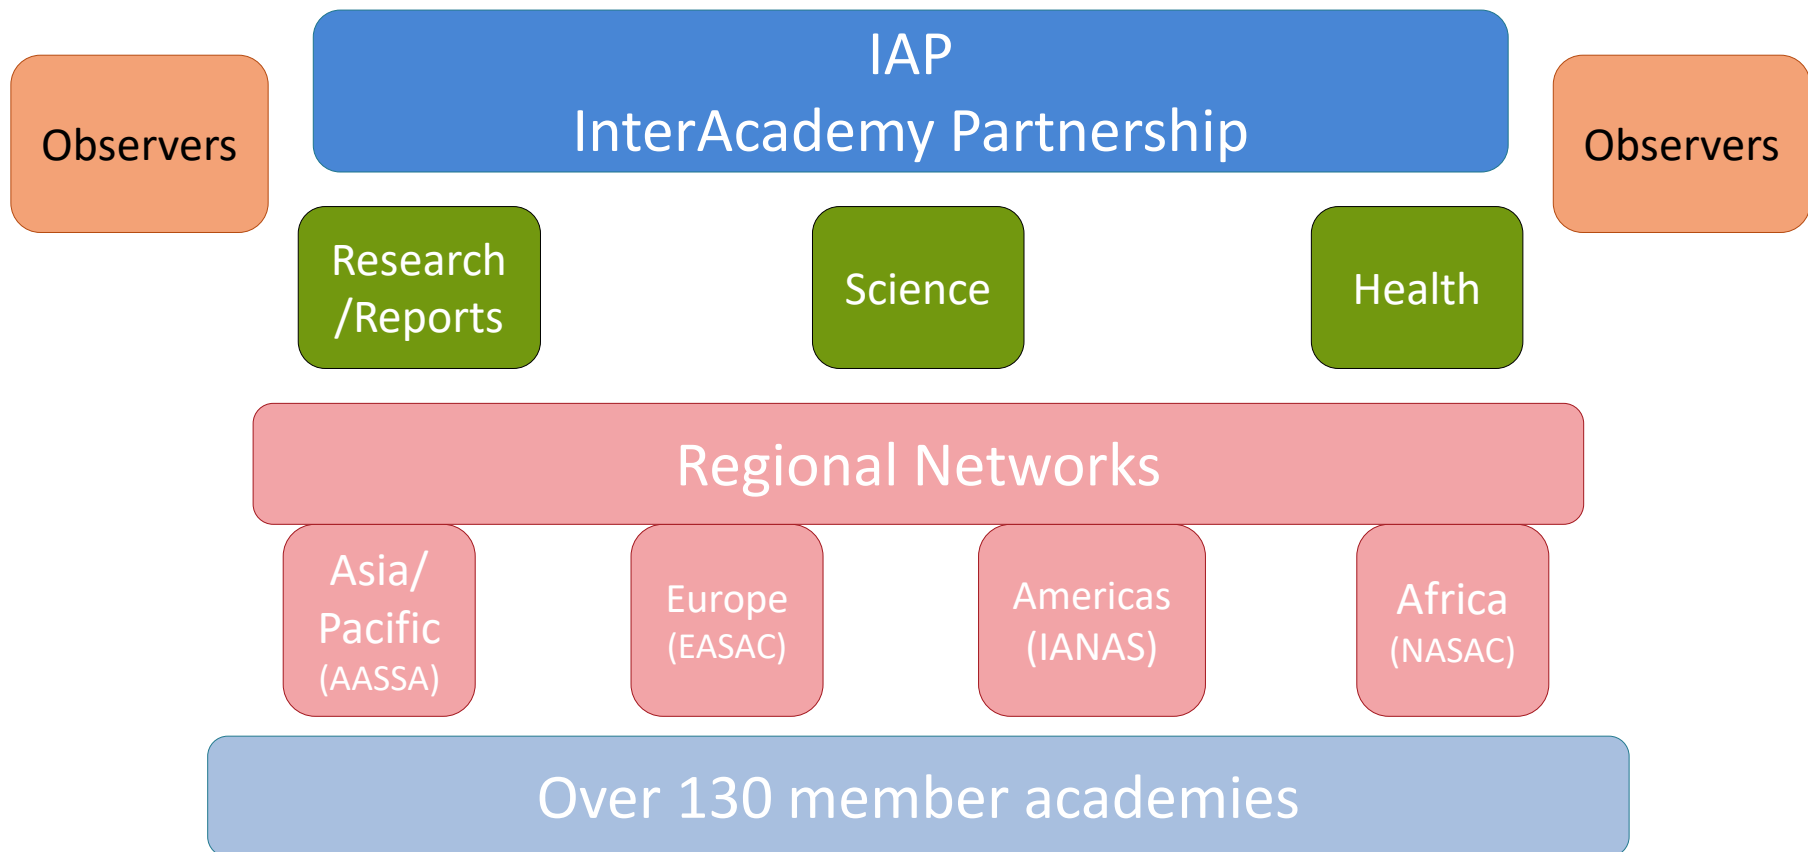 IAP
InterAcademy Partnership
Observers
Observers
Research
/Reports
Science
Health
Regional Networks
Asia/
Pacific
(AASSA)
Europe
(EASAC)
Americas
(IANAS)
Africa
(NASAC)
Over 130 member academies